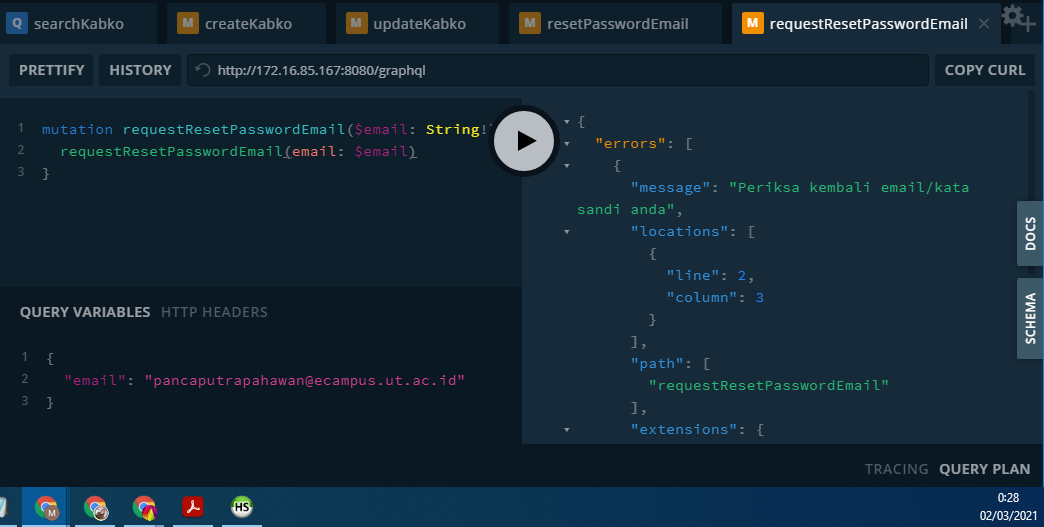 Q searchKabko
M createKabko
M updateKabko
M resetPasswordEmail
M requestResetPasswordEmail
PRETTIFY HISTORY http://172.16.85.167:8080/graphql COPY CURL
1 mutation requestResetPasswordEmail($email: String!
2 requestResetPasswordEmail(email: $email)
3 }
{
"errors": [
{
"message": "Periksa kembali email/kata
sandi anda",
"locations": [
{
"line": 2,
"column": 3
}
],
"path": [
"requestResetPasswordEmail"
],
"extensions": {
DOCS
SCHEMA
QUERY VARIABLES HTTP HEADERS
1 {
2 "email": "pancaputrapahawan@ecampus.ut.ac.id"
3 }
TRACING QUERY PLAN
M
HS
0:28
02/03/2021